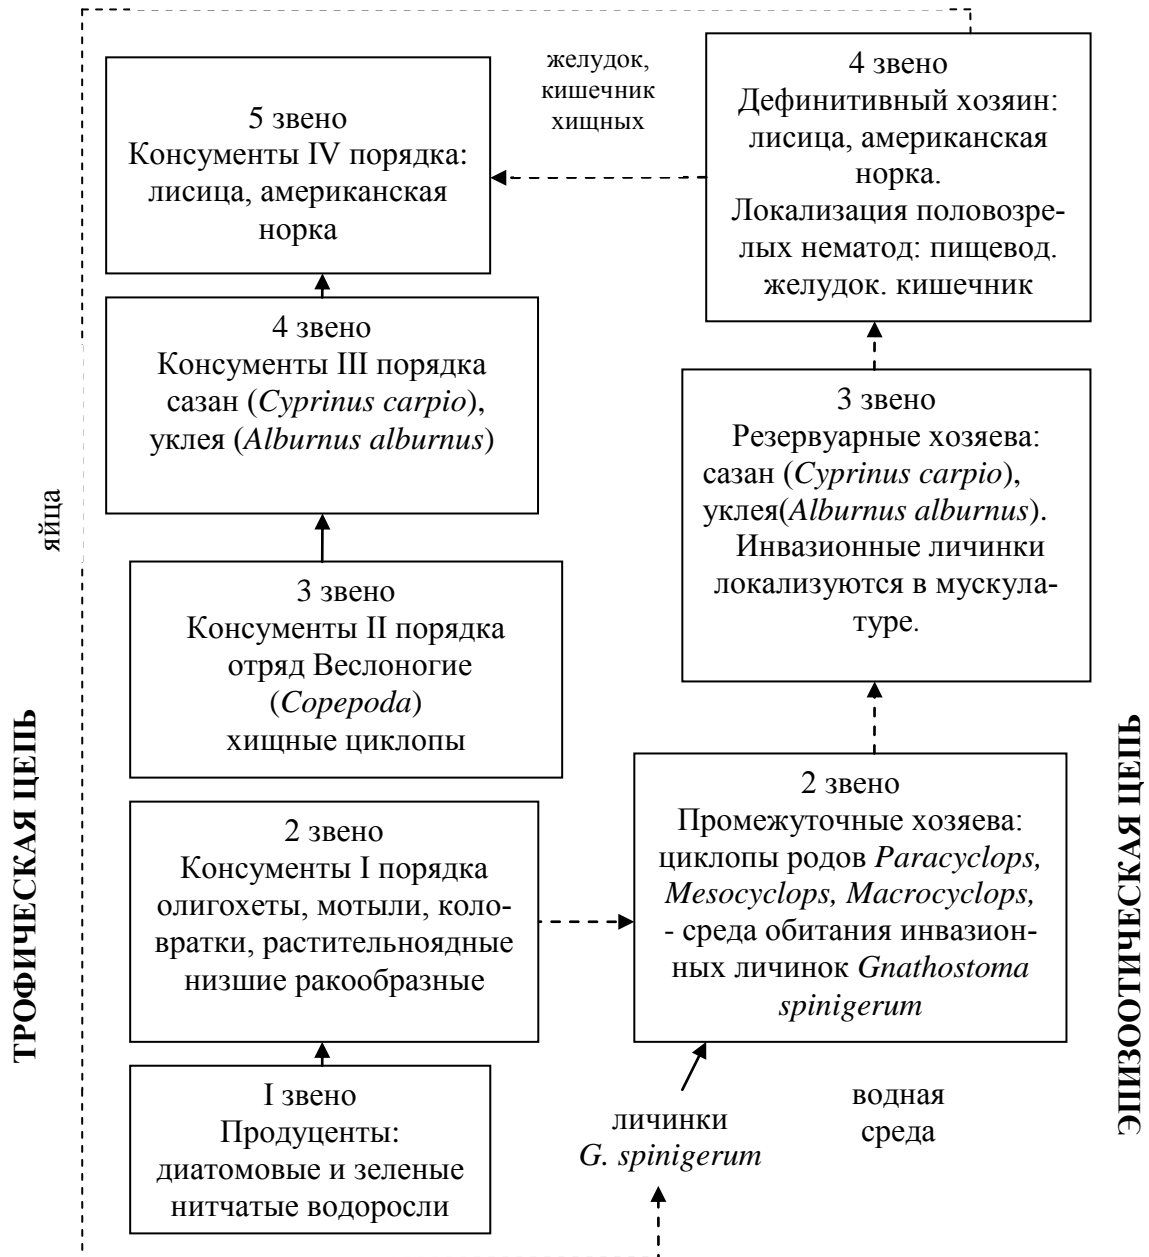 желудок,
кишечник
хищных
5 звено
Консументы IV порядка:
лисица, американская
норка
4 звено
Дефинитивный хозяин:
лисица, американская
норка.
Локализация половозре-
лых нематод: пищевод.
желудок. кишечник
4 звено
Консументы III порядка
сазан (Cyprinus carpio),
уклея (Alburnus alburnus)
3 звено
Резервуарные хозяева:
сазан (Cyprinus carpio),
уклея(Alburnus alburnus).
Инвазионные личинки
локализуются в мускула-
туре.
яйца
3 звено
Консументы II порядка
отряд Веслоногие
(Copepoda)
хищные циклопы
2 звено
Консументы I порядка
олигохеты, мотыли, коло-
вратки, растительноядные
низшие ракообразные
2 звено
Промежуточные хозяева:
циклопы родов Paracyclops,
Mesocyclops, Macrocyclops,
- среда обитания инвазион-
ных личинок Gnathostoma
spinigerum
I звено
Продуценты:
диатомовые и зеленые
нитчатые водоросли
личинки
G. spinigerum
водная
среда
ТРОФИЧЕСКАЯ ЦЕПЬ
ЭПИЗООТИЧЕСКАЯ ЦЕПЬ